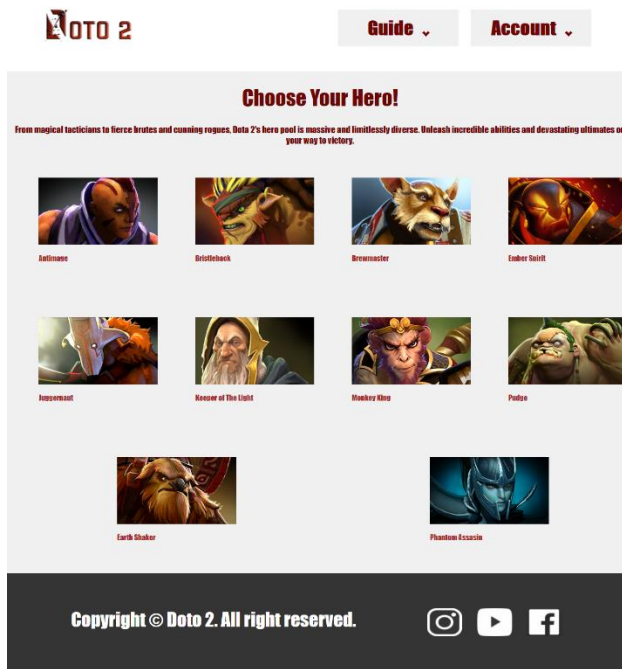 Doto 2
Guide
Account
Choose Your Hero!
From magical tacticians to fierce brutes and cunning rogues, Dota 2's hero pool is massive and limitlessly diverse. Unleash incredible abilities and devastating ultimates
your way to victory.
Antimage
Bristleback
Brewmaster
Ember Spirit
Juggernaut
Keeper of The Light
Monkey King
Pudge
Earth Shaker
Phantom Assasin
Copyright © Doto 2. All right reserved.